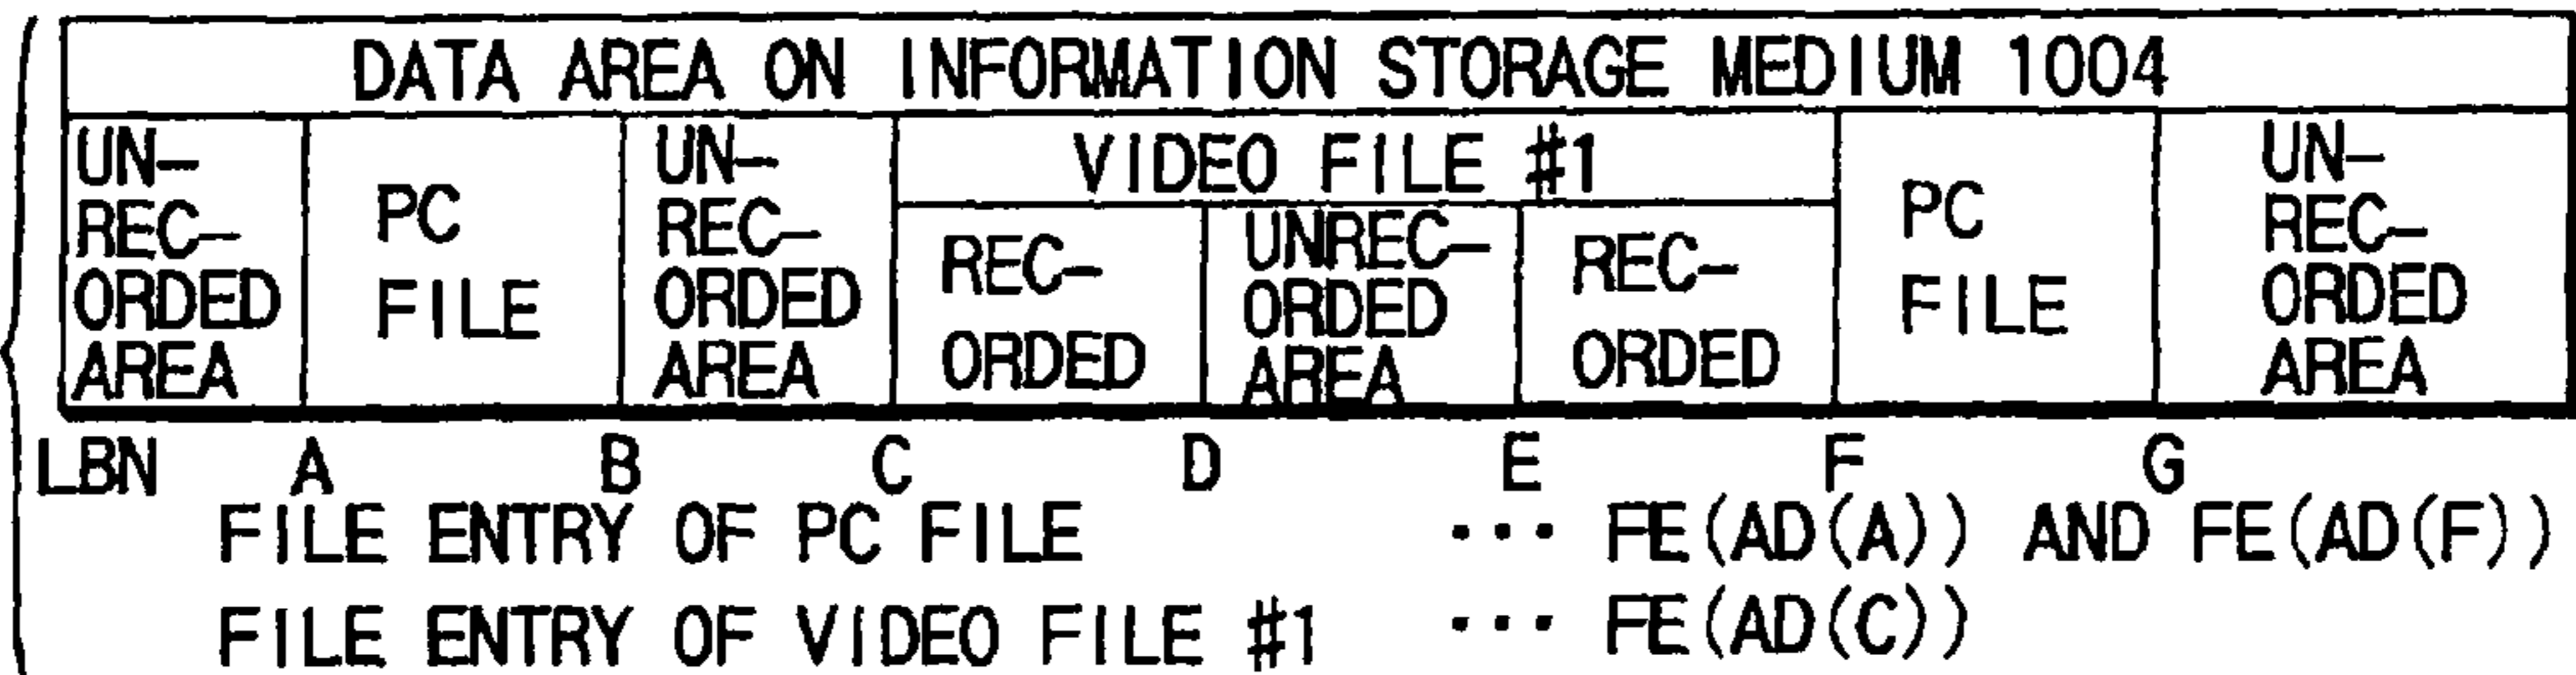 DATA AREA ON INFORMATION STORAGE MEDIUM 1004
UN-
REC-
ORDED
AREA
PC
FILE
UN-
REC-
ORDED
AREA
VIDEO FILE #1
REC-
ORDED
UNREC-
ORDED
AREA
REC-
ORDED
PC
FILE
UN-
REC-
ORDED
AREA
LBN A B C D E F G
FILE ENTRY OF PC FILE ··· FE(AD(A)) AND FE(AD(F))
FILE ENTRY OF VIDEO FILE #1 ··· FE(AD(C))